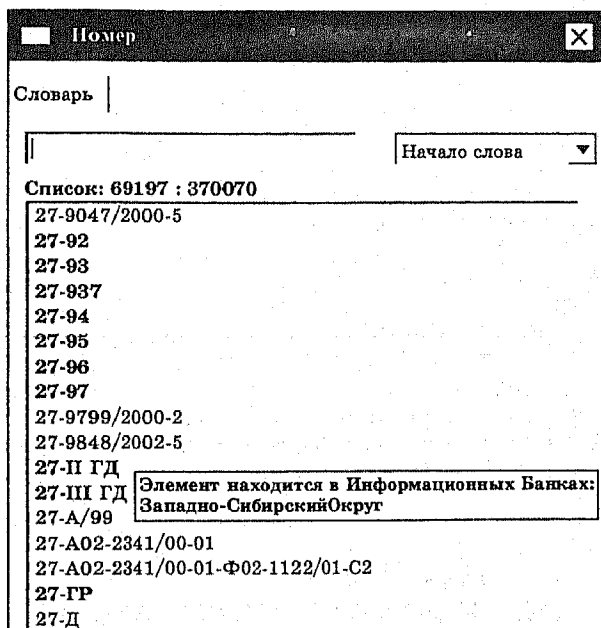 Номер
Словарь
Начало слова
Список: 69197 : 370070
27-9047/2000-5
27-92
27-93
27-937
27-94
27-95
27-96
27-97
27-9799/2000-2
27-9848/2002-5
27-II ГД
27-III ГД
Элемент находится в Информационных Банках:
Западно-СибирскийОкруг
27-А/99
27-А02-2341/00-01
27-А02-2341/00-01-Ф02-1122/01-С2
27-ГР
27-Д